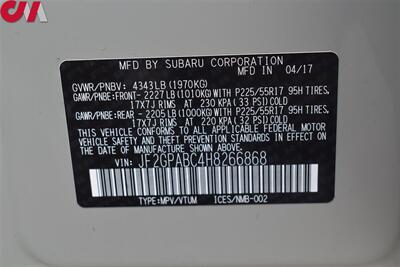 CMA
MFD BY SUBARU CORPORATION
IN 04/17
GVWR/PNBV: 4343LB (1970KG)
GAWR/PNBE:FRONT- 2227LB(1010KG)WITH P225/55R17 95H TIRES.
17X7J RIMS AT 230 KPA (33 PSI)COLD
GAWR/PNBE:REAR - 2205LB(1000KG)WITH P225/55R17 95H TIRES.
17X7J RIMS AT 220 KPA (32 PSI)COLD
THIS VEHICLE CONFORMS TO ALL APPLICABLE FEDERAL MOTOR
VEHICLE SAFETY AND THEFT PREVENTION STANDARDS IN EFFECT
ON THE DATE OF MANUFACTURE SHOWN ABOVE.
VIN: JF2GPABC4H8266868
TYPE:MPV/VTUM ICES/NMB-002